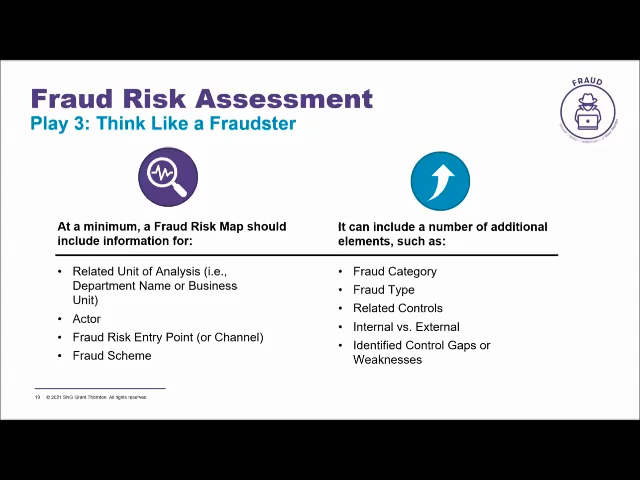 FRAUD
Fraud Risk Assessment
Play 3: Think Like a Fraudster
At a minimum, a Fraud Risk Map should
include information for:
• Related Unit of Analysis (i.e.,
Department Name or Business
Unit)
• Actor
• Fraud Risk Entry Point (or Channel)
• Fraud Scheme
It can include a number of additional
elements, such as:
• Fraud Category
• Fraud Type
• Related Controls
• Internal vs. External
• Identified Control Gaps or
Weaknesses
19 © 2021 SNG Grant Thornton. All rights reserved